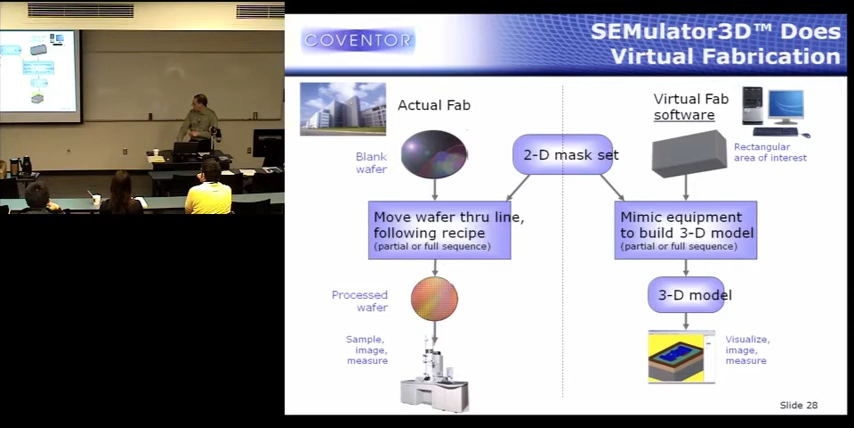 COVENTOR
SEMulator3D™ Does
Virtual Fabrication
Actual Fab
Virtual Fab
software
Blank
wafer
2-D mask set
Rectangular
area of interest
Move wafer thru line,
following recipe
(partial or full sequence)
Mimic equipment
to build 3-D model
(partial or full sequence)
Processed
wafer
3-D model
Sample,
image,
measure
Visualize,
image,
measure
Slide 28